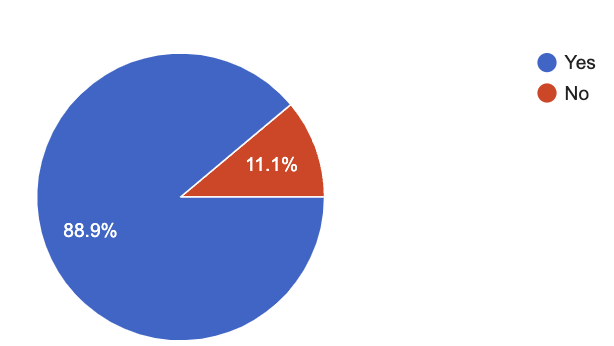 Yes
No
11.1%
88.9%